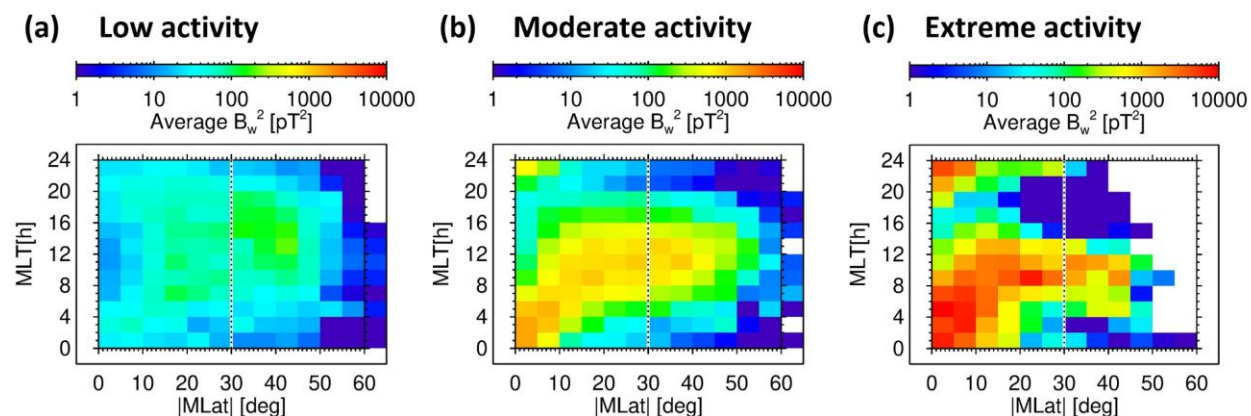 (a) Low activity
1 10 100 1000 10000
Average B_w^2 [pT^2]
24
20
16
12
8
4
0
MLT[h]
0 10 20 30 40 50 60
|MLat| [deg]
(b) Moderate activity
1 10 100 1000 10000
Average B_w^2 [pT^2]
24
20
16
12
8
4
0
MLT[h]
0 10 20 30 40 50 60
|MLat| [deg]
(c) Extreme activity
1 10 100 1000 10000
Average B_w^2 [pT^2]
24
20
16
12
8
4
0
MLT[h]
0 10 20 30 40 50 60
|MLat| [deg]